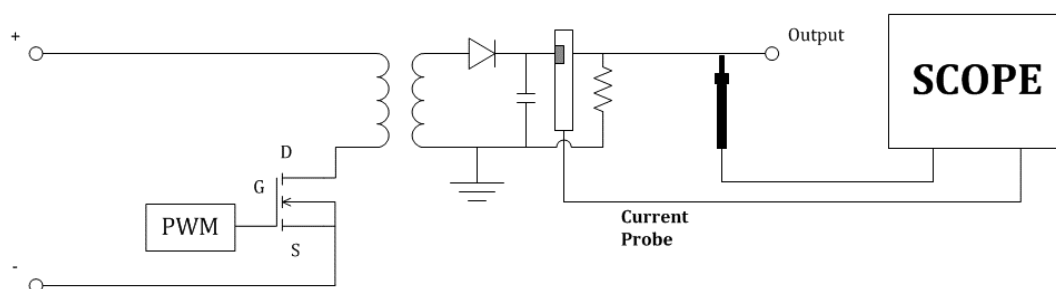 +
Output
SCOPE
D
G
PWM
S
Current
Probe
-